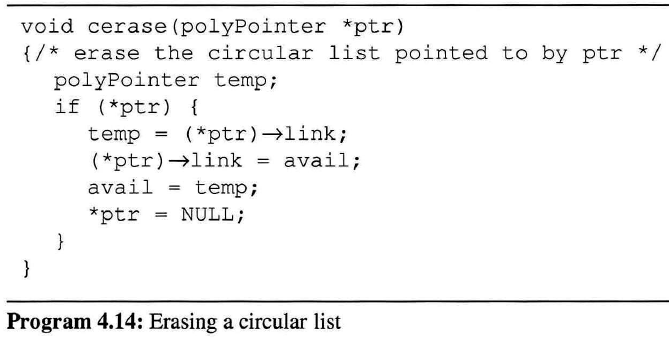 void cerase(polyPointer *ptr)
{/* erase the circular list pointed to by ptr */
   polyPointer temp;
   if (*ptr) {
      temp = (*ptr)→link;
      (*ptr)→link = avail;
      avail = temp;
      *ptr = NULL;
   }
}
Program 4.14: Erasing a circular list